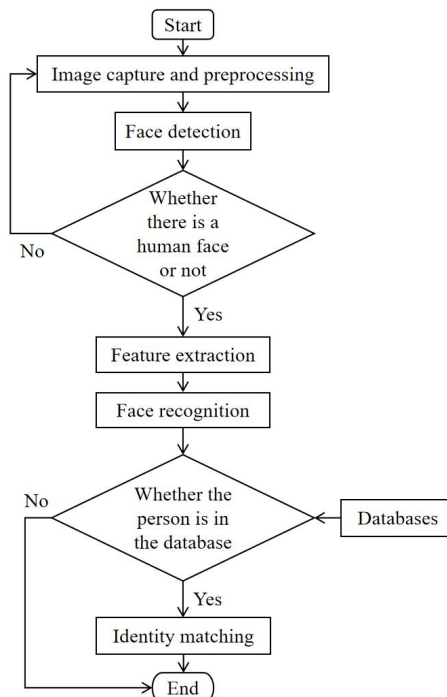 Start
Image capture and preprocessing
Face detection
Whether
there is a
human face
or not
No
Yes
Feature extraction
Face recognition
No
Whether the
person is in
the database
Databases
Yes
Identity matching
End